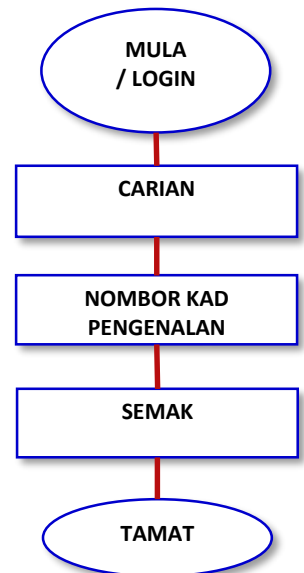 MULA
/ LOGIN
CARIAN
NOMBOR KAD
PENGENALAN
SEMAK
TAMAT